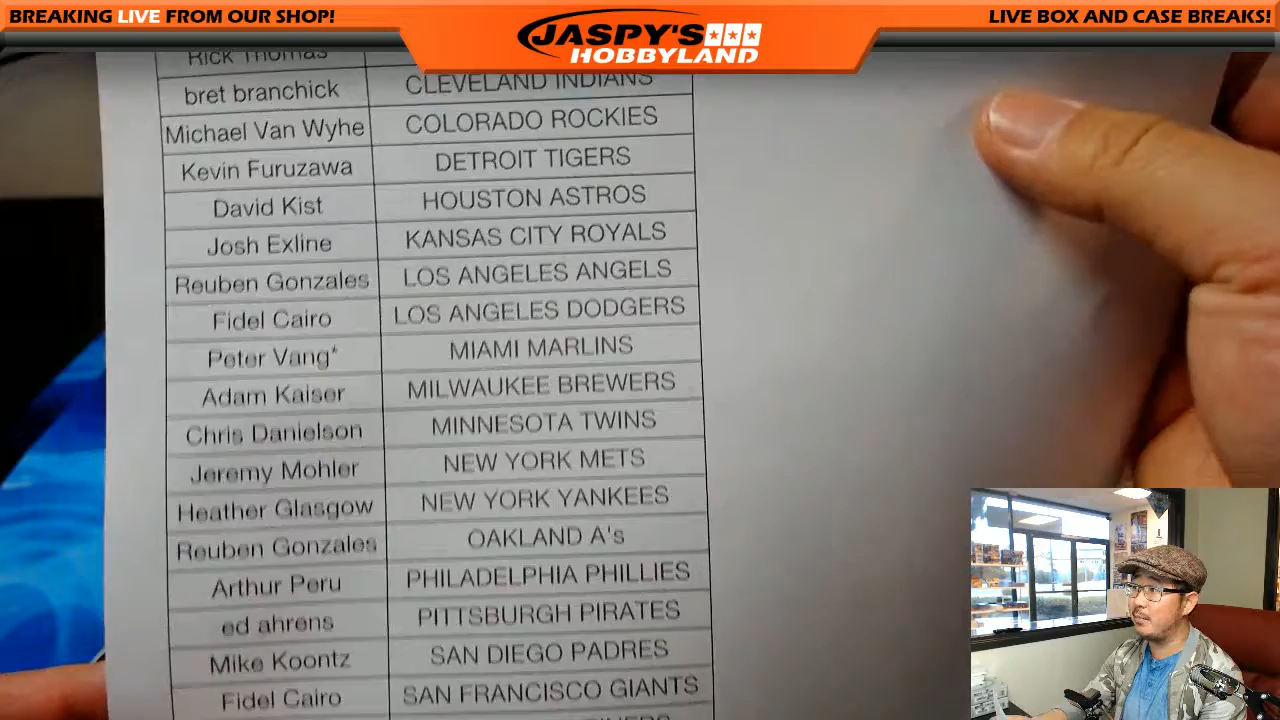 BREAKING LIVE FROM OUR SHOP!
JASPY'S
HOBBYLAND
LIVE BOX AND CASE BREAKS!
Rick Thomas
bret branchick CLEVELAND INDIANS
Michael Van Wyhe COLORADO ROCKIES
Kevin Furuzawa DETROIT TIGERS
David Kist HOUSTON ASTROS
Josh Exline KANSAS CITY ROYALS
Reuben Gonzales LOS ANGELES ANGELS
Fidel Cairo LOS ANGELES DODGERS
Peter Vang* MIAMI MARLINS
Adam Kaiser MILWAUKEE BREWERS
Chris Danielson MINNESOTA TWINS
Jeremy Mohler NEW YORK METS
Heather Glasgow NEW YORK YANKEES
Reuben Gonzales OAKLAND A's
Arthur Peru PHILADELPHIA PHILLIES
ed ahrens PITTSBURGH PIRATES
Mike Koontz SAN DIEGO PADRES
Fidel Cairo SAN FRANCISCO GIANTS